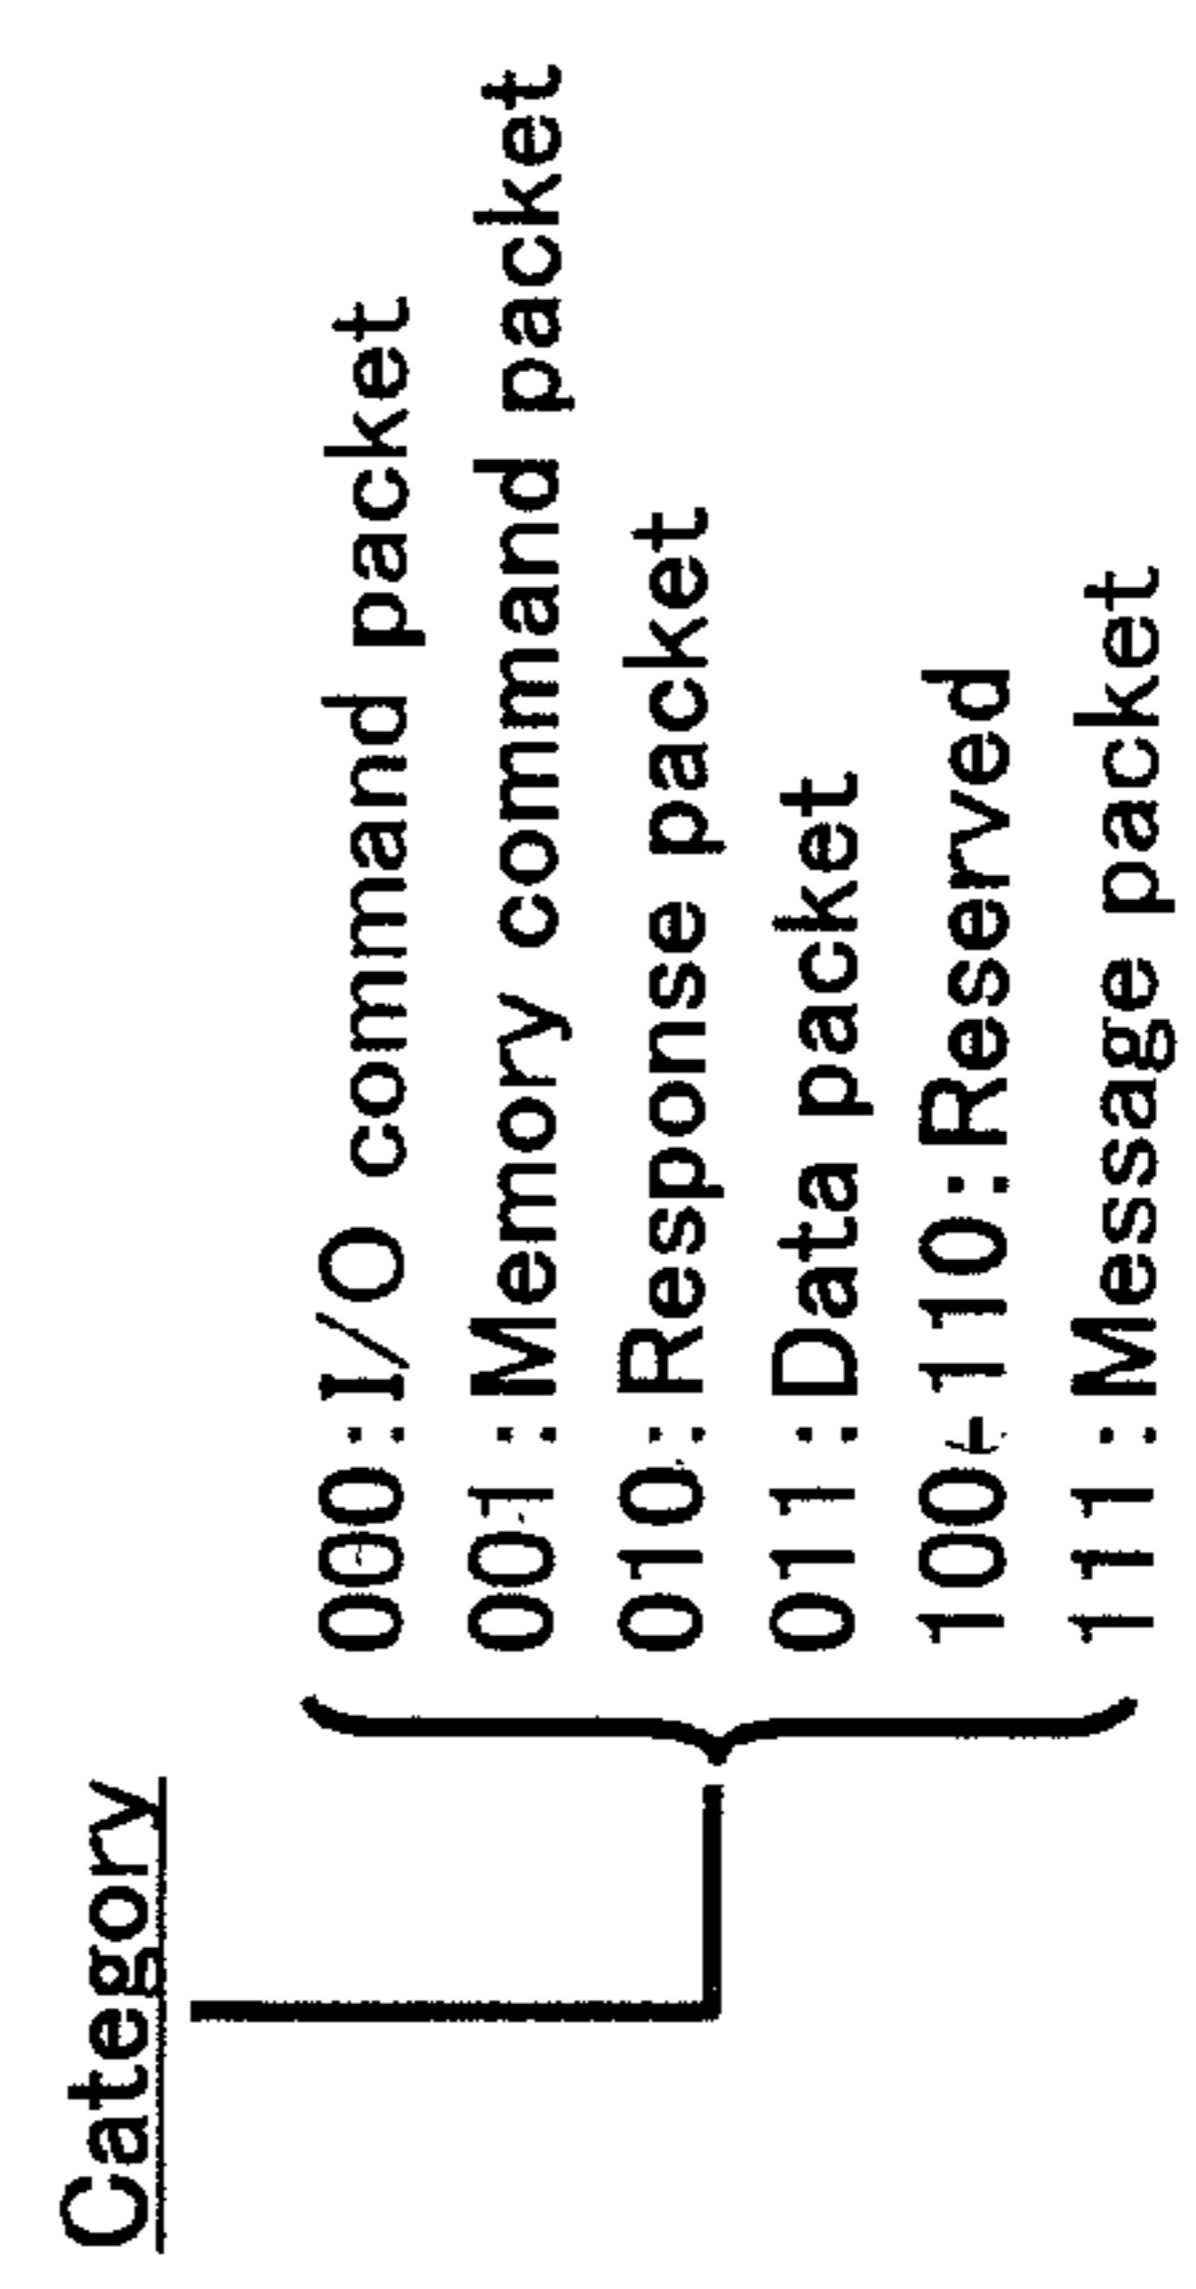 Category
000:I/O command packet
001:Memory command packet
010:Response packet
011:Data packet
100-110:Reserved
111:Message packet